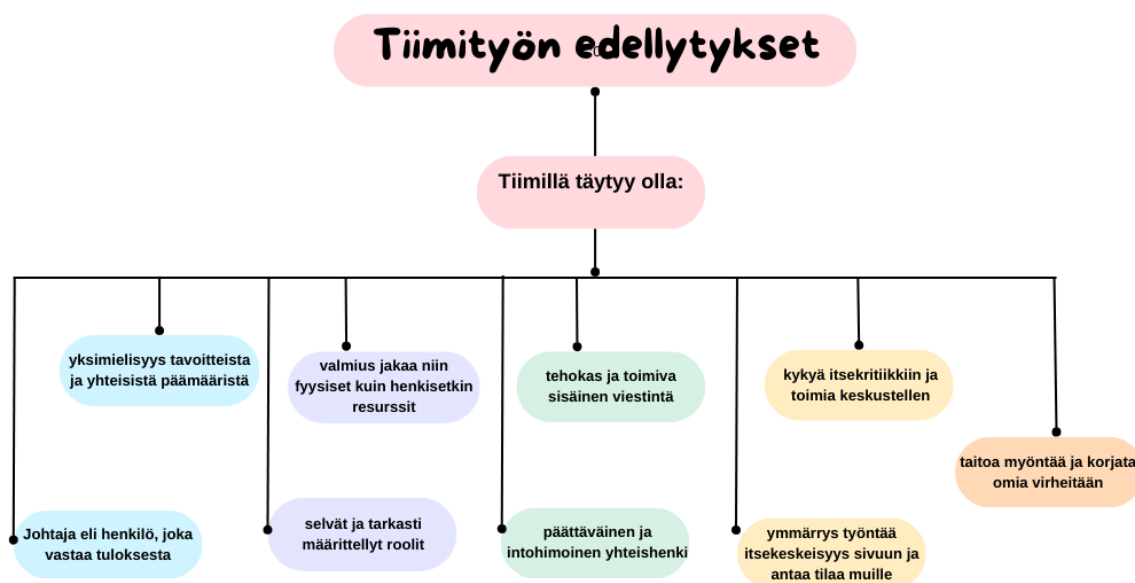 Tiimityön edellytykset
Tiimillä täytyy olla:
yksimielisyys tavoitteista
ja yhteisistä päämääristä
valmius jakaa niin
fyysiset kuin henkisetkin
resurssit
tehokas ja toimiva
sisäinen viestintä
kykyä itsekritiikkiin ja
toimia keskustellen
taitoa myöntää ja korjata
omia virheitään
Johtaja eli henkilö, joka
vastaa tuloksesta
selvät ja tarkasti
määrittellyt roolit
päättäväinen ja
intohimoinen yhteishenki
ymmärrys työntää
itsekeskeisyys sivuun ja
antaa tilaa muille